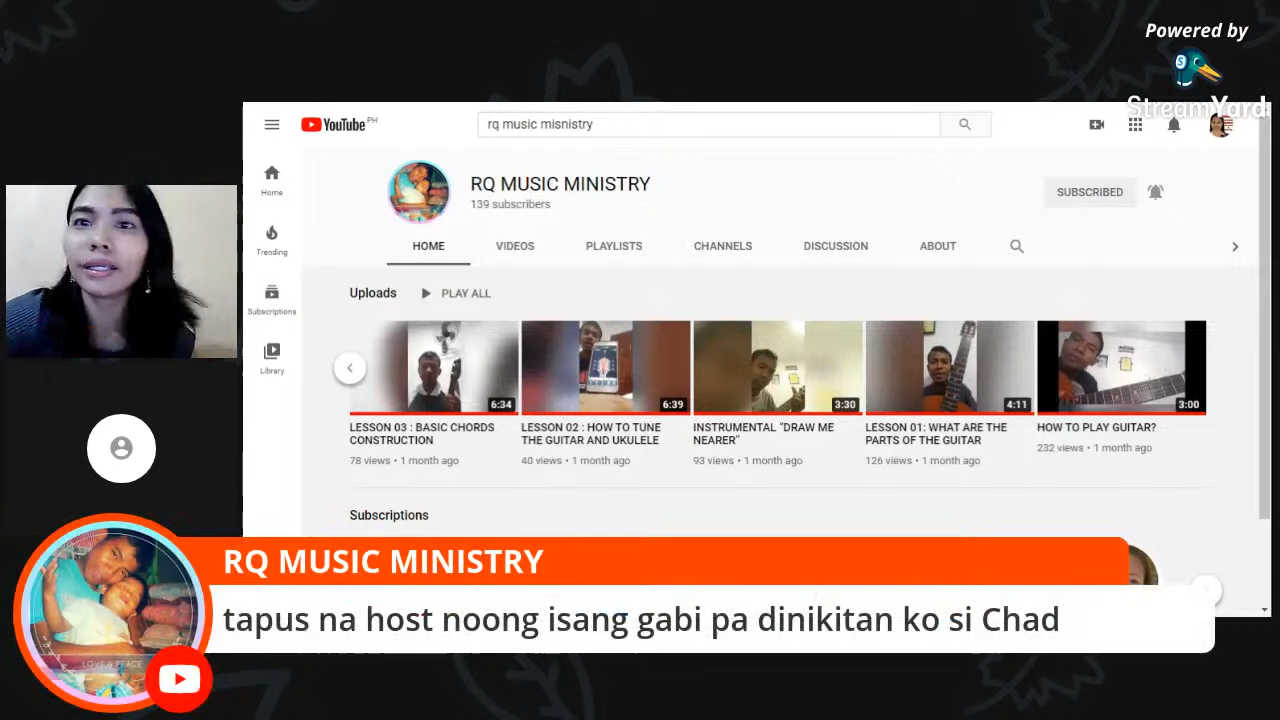 Powered by
StreamYard
YouTube PH
rq music misnistry
Home
Trending
Subscriptions
Library
RQ MUSIC MINISTRY
139 subscribers
SUBSCRIBED
HOME
VIDEOS
PLAYLISTS
CHANNELS
DISCUSSION
ABOUT
Uploads
PLAY ALL
6:34
6:39
3:30
4:11
3:00
LESSON 03 : BASIC CHORDS
CONSTRUCTION
78 views • 1 month ago
LESSON 02 : HOW TO TUNE
THE GUITAR AND UKULELE
40 views • 1 month ago
INSTRUMENTAL "DRAW ME
NEARER"
93 views • 1 month ago
LESSON 01: WHAT ARE THE
PARTS OF THE GUITAR
126 views • 1 month ago
HOW TO PLAY GUITAR?
232 views • 1 month ago
Subscriptions
RQ MUSIC MINISTRY
tapus na host noong isang gabi pa dinikitan ko si Chad
LOVE & PEACE